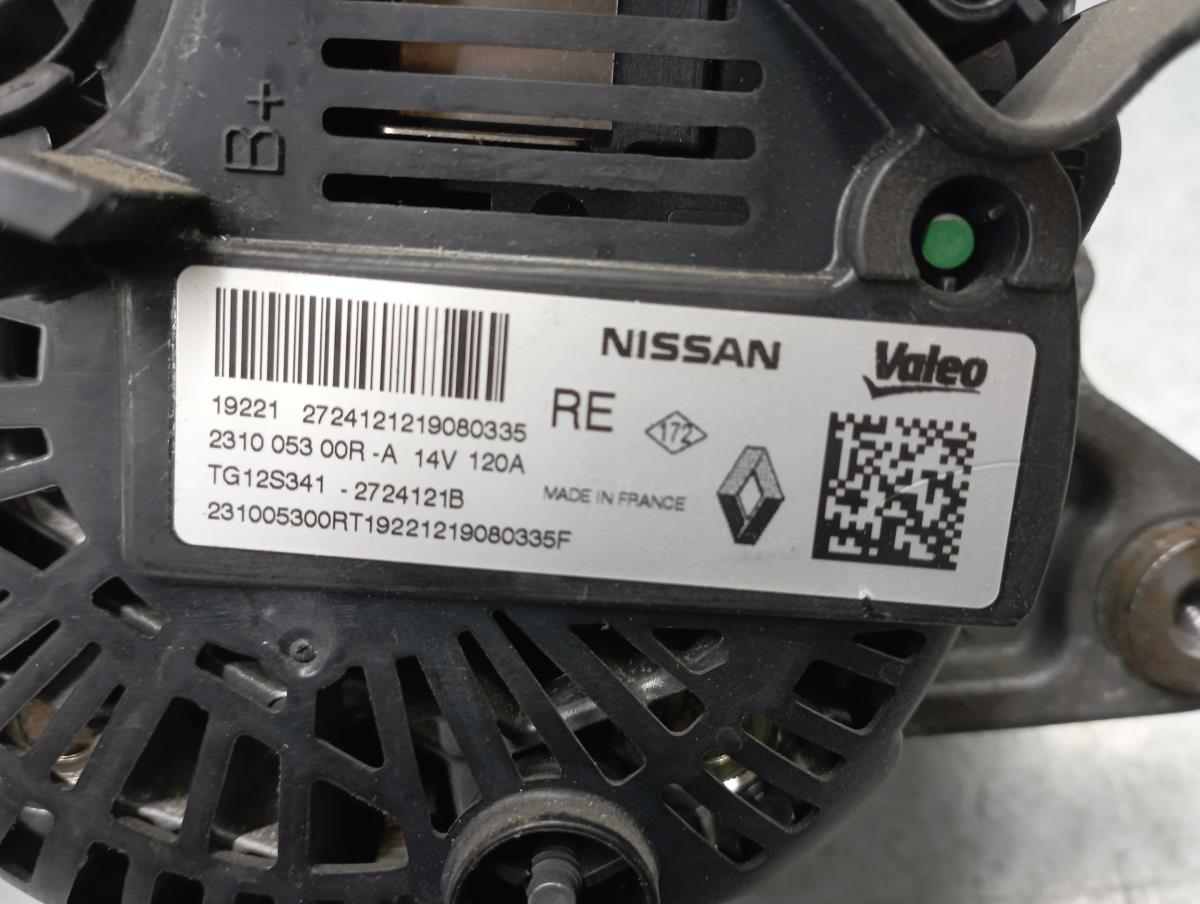 B+
NISSAN
Valeo
RE
172
19221 2724121219080335
2310 053 00R -A 14V 120A
TG12S341 - 2724121B
MADE IN FRANCE
231005300RT19221219080335F